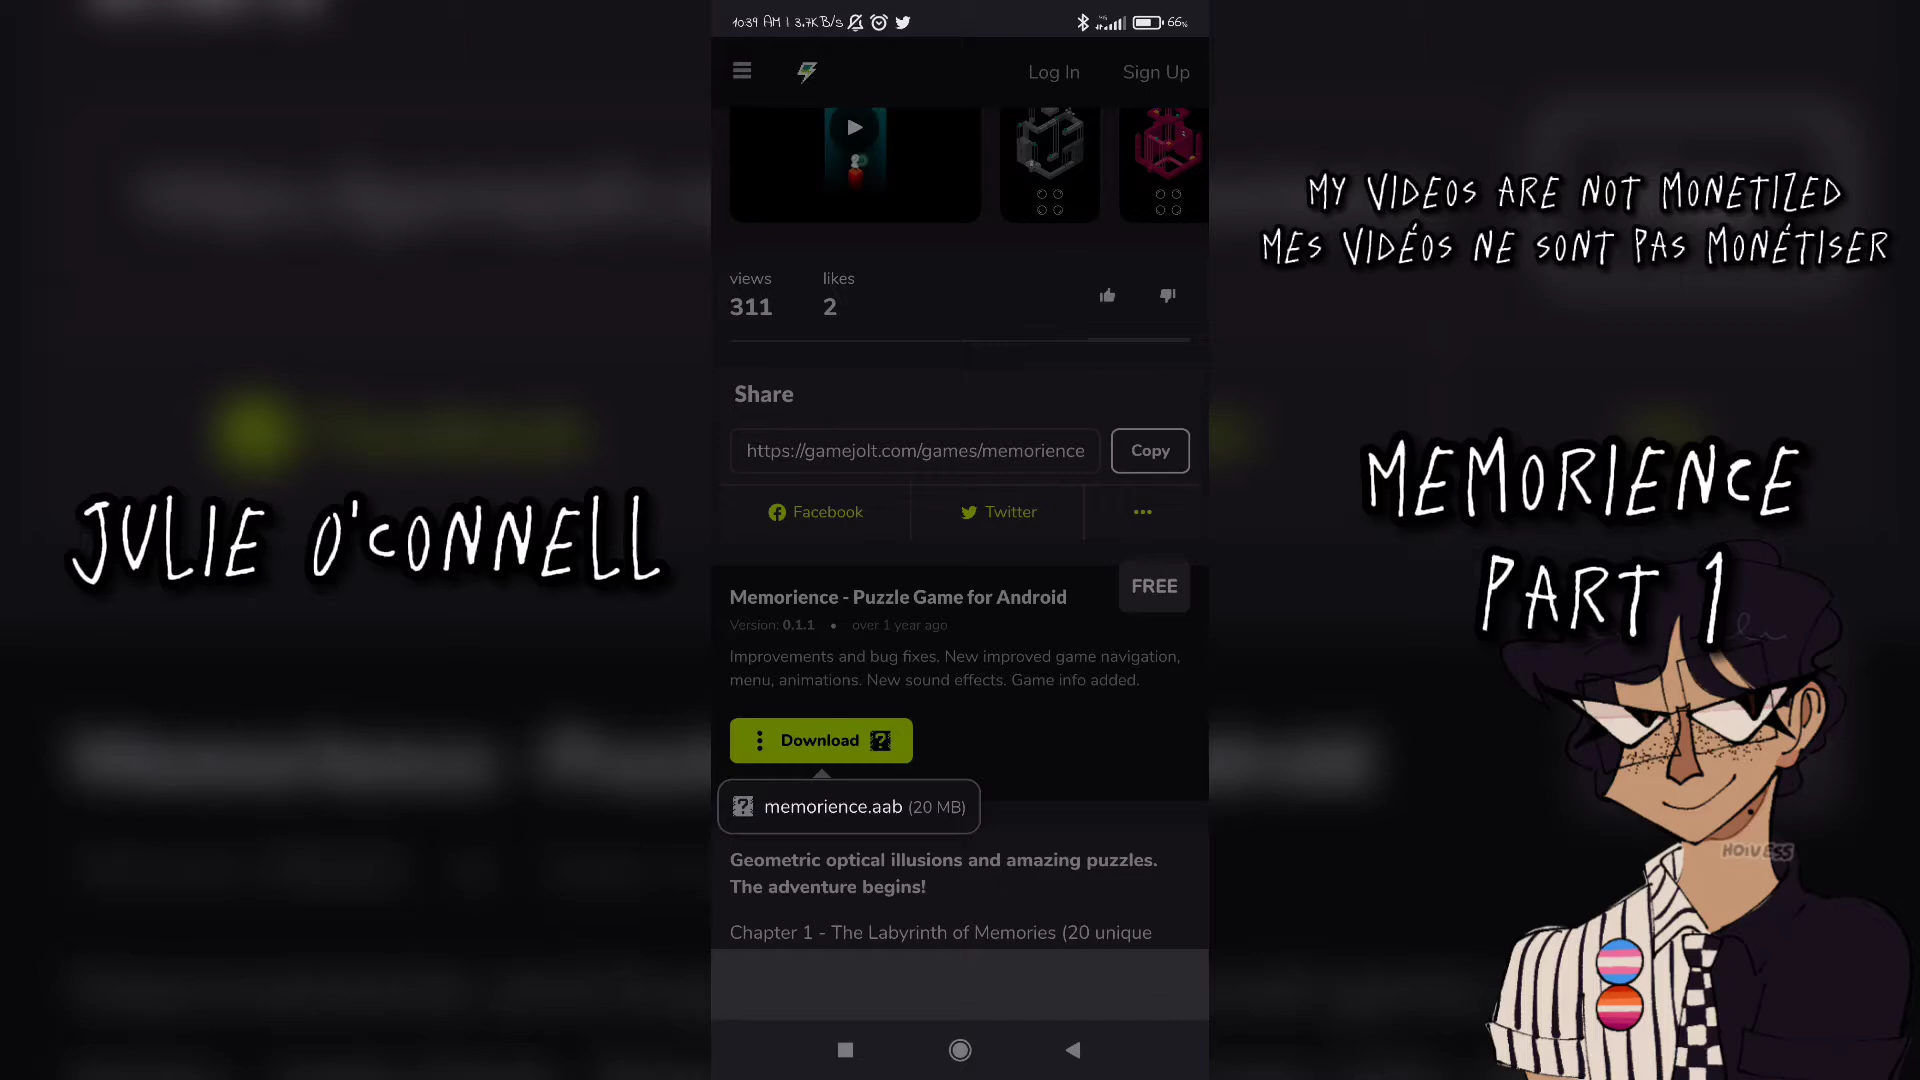 10:39 AM | 3.7KB/s
4G
66%
Log In
Sign Up
views
likes
311
2
Share
https://gamejolt.com/games/memorience
Copy
Facebook
Twitter
FREE
Memorience - Puzzle Game for Android
Version: 0.1.1 • over 1 year ago
Improvements and bug fixes. New improved game navigation,
menu, animations. New sound effects. Game info added.
Download
memorience.aab (20 MB)
Geometric optical illusions and amazing puzzles.
The adventure begins!
Chapter 1 - The Labyrinth of Memories (20 unique
JULIE O'CONNELL
MY VIDEOS ARE NOT MONETIZED
MES VIDÉOS NE SONT PAS MONÉTISER
MEMORIENCE
PART 1
HOIVESS